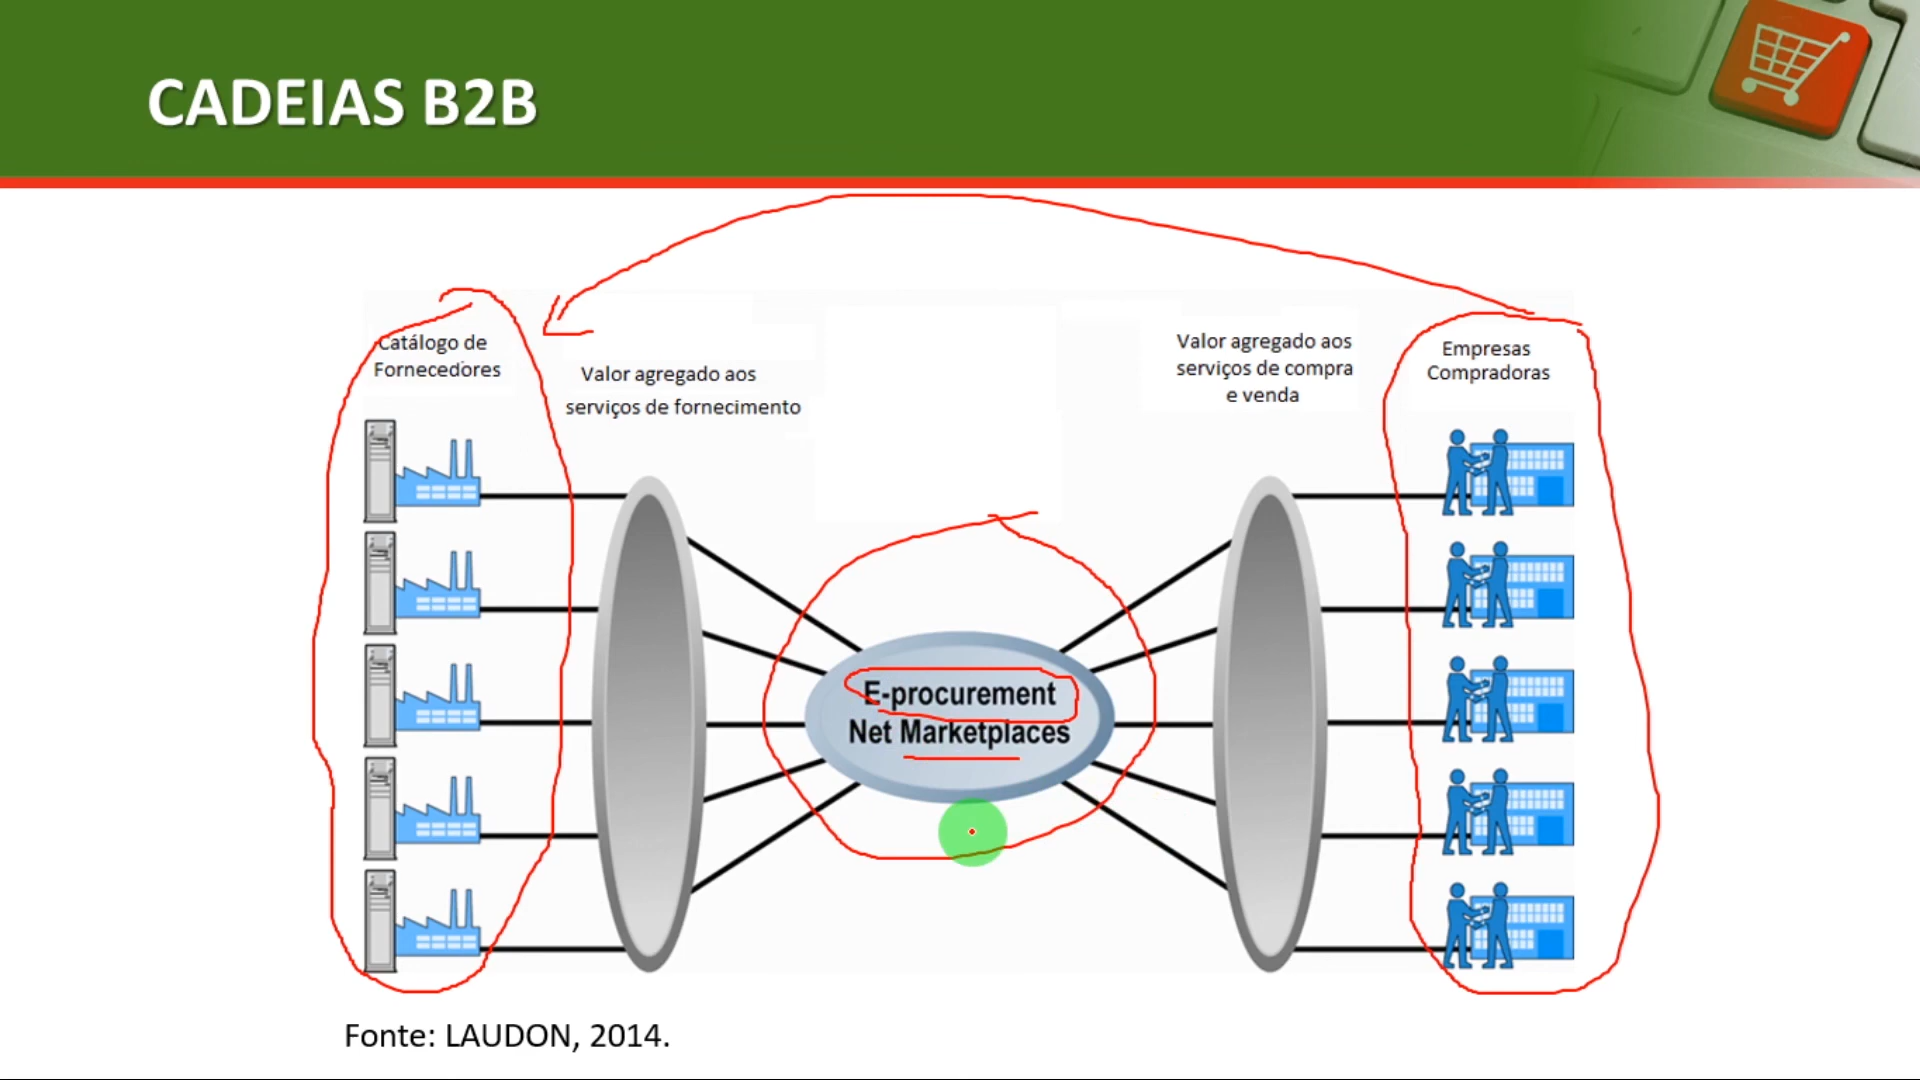 CADEIAS B2B
Catálogo de
Fornecedores
Valor agregado aos
serviços de fornecimento
Valor agregado aos
serviços de compra
e venda
Empresas
Compradoras
E-procurement
Net Marketplaces
Fonte: LAUDON, 2014.